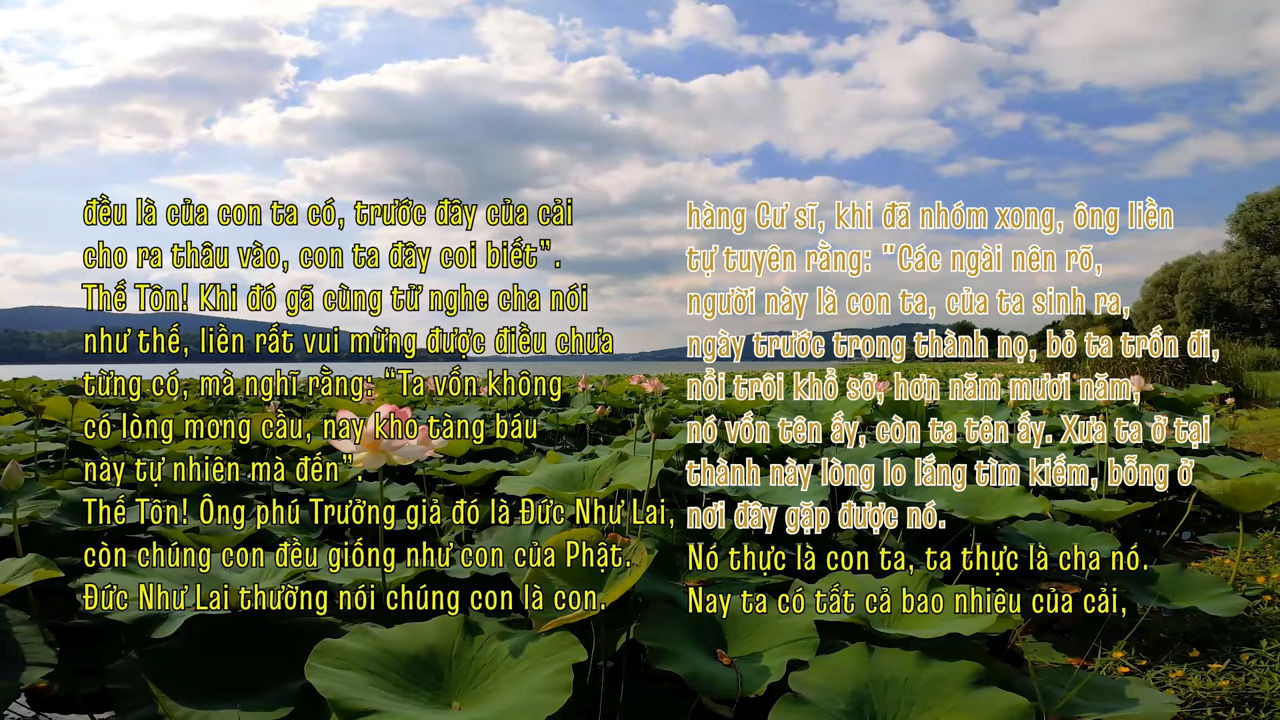 đều là của con ta có, trước đây của cải
cho ra thâu vào, con ta đây coi biết”.
Thế Tôn! Khi đó gã cùng tử nghe cha nói
như thế, liền rất vui mừng được điều chưa
từng có, mà nghĩ rằng: “Ta vốn không
có lòng mong cầu, nay kho tàng báu
này tự nhiên mà đến”.
Thế Tôn! Ông phú Trưởng giả đó là Đức Như Lai,
còn chúng con đều giống như con của Phật.
Đức Như Lai thường nói chúng con là con.
hàng Cư sĩ, khi đã nhóm xong, ông liền
tự tuyên rằng: "Các ngài nên rõ,
người này là con ta, của ta sinh ra,
ngày trước trong thành nọ, bỏ ta trốn đi,
nổi trôi khổ sở, hơn năm mươi năm,
nó vốn tên ấy, còn ta tên ấy. Xưa ta ở tại
thành này lòng lo lắng tìm kiếm, bỗng ở
nơi đây gặp được nó.
Nó thực là con ta, ta thực là cha nó.
Nay ta có tất cả bao nhiêu của cải,